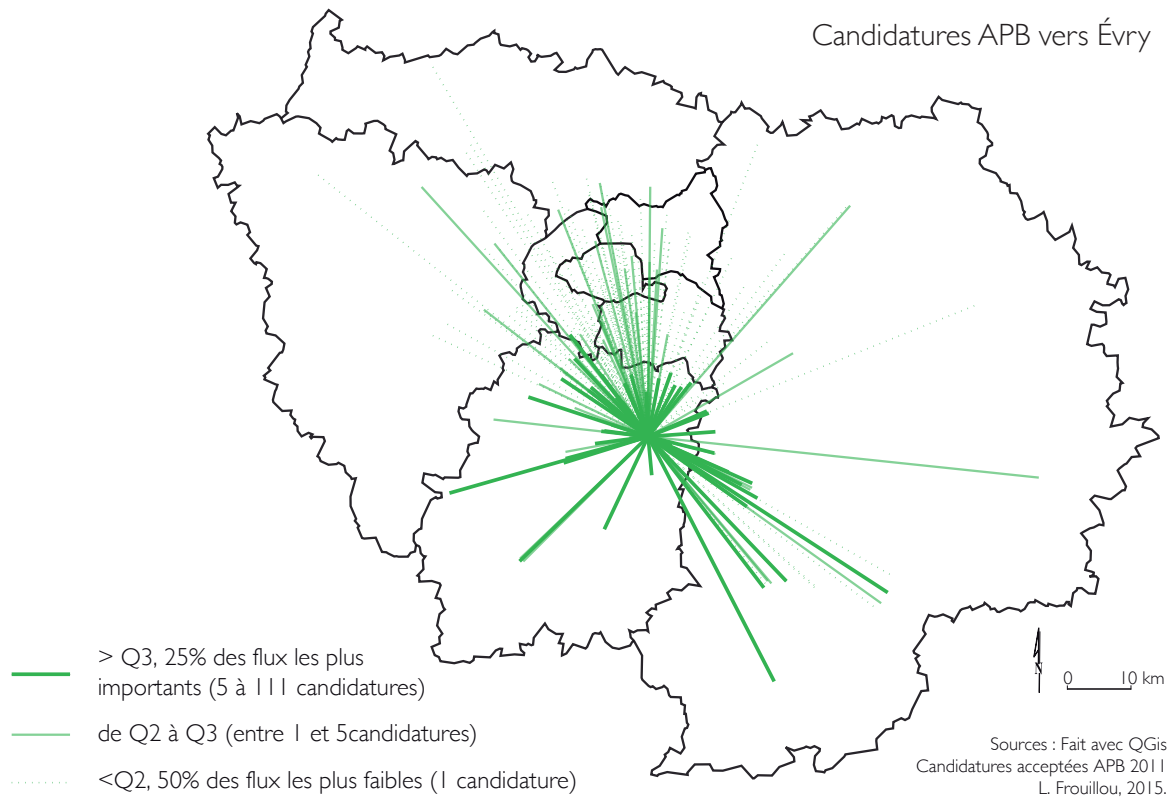 Candidatures APB vers Évry
> Q3, 25% des flux les plus
importants (5 à 111 candidatures)
de Q2 à Q3 (entre 1 et 5candidatures)
<Q2, 50% des flux les plus faibles (1 candidature)
N
0 10 km
Sources : Fait avec QGis
Candidatures acceptées APB 2011
L. Frouillou, 2015.